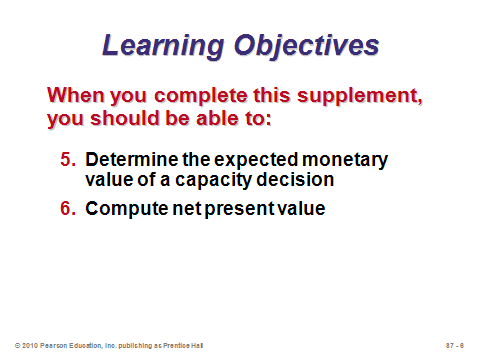 Learning Objectives
When you complete this supplement,
you should be able to:
5. Determine the expected monetary
value of a capacity decision
6. Compute net present value
© 2010 Pearson Education, Inc. publishing as Prentice Hall
S7 - 6